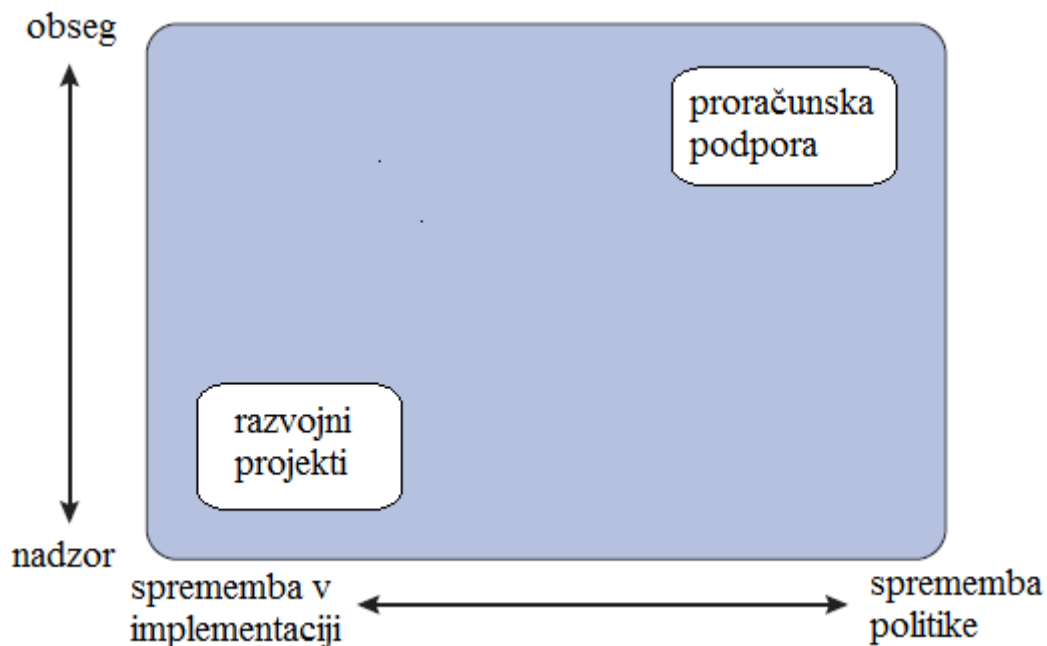 obseg
proračunska
podpora
razvojni
projekti
nadzor
sprememba v
implementaciji
sprememba
politike